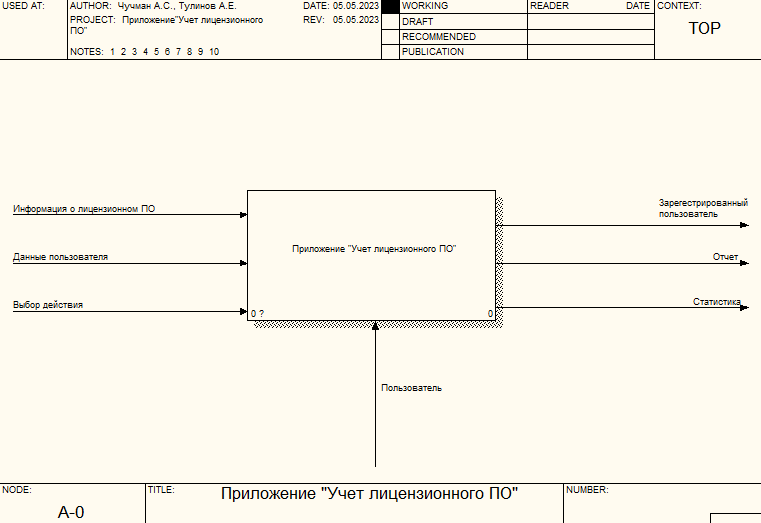 USED AT:
AUTHOR: Чучман А.С., Тулинов А.Е.
DATE: 05.05.2023
PROJECT: Приложение"Учет лицензионного
ПО"
REV: 05.05.2023
NOTES: 1 2 3 4 5 6 7 8 9 10
WORKING
DRAFT
RECOMMENDED
PUBLICATION
READER DATE
CONTEXT:
TOP
Информация о лицензионном ПО
Данные пользователя
Выбор действия
Приложение "Учет лицензионного ПО"
0 ?
0
Зарегестрированный
пользователь
Отчет
Статистика
Пользователь
NODE:
A-0
TITLE:
Приложение "Учет лицензионного ПО"
NUMBER: